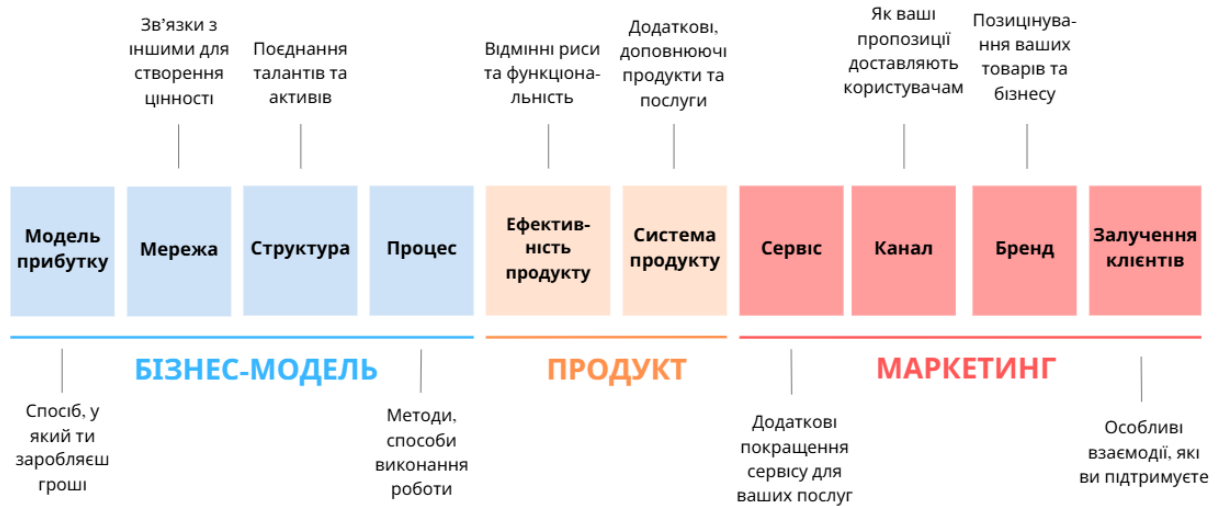 Зв’язки з
іншими для
створення
цінності
Поєднання
талантів та
активів
Відмінні риси
та функціона-
льність
Додаткові,
доповнюючі
продукти та
послуги
Як ваші
пропозиції
доставляють
користувачам
Позицінува-
ння ваших
товарів та
бізнесу
Модель
прибутку
Мережа
Структура
Процес
Ефектив-
ність
продукту
Система
продукту
Сервіс
Канал
Бренд
Залучення
клієнтів
БІЗНЕС-МОДЕЛЬ
ПРОДУКТ
МАРКЕТИНГ
Спосіб, у
який ти
заробляєш
гроші
Методи,
способи
виконання
роботи
Додаткові
покращення
сервісу для
ваших послуг
Особливі
взаємодії, які
ви підтримуєте